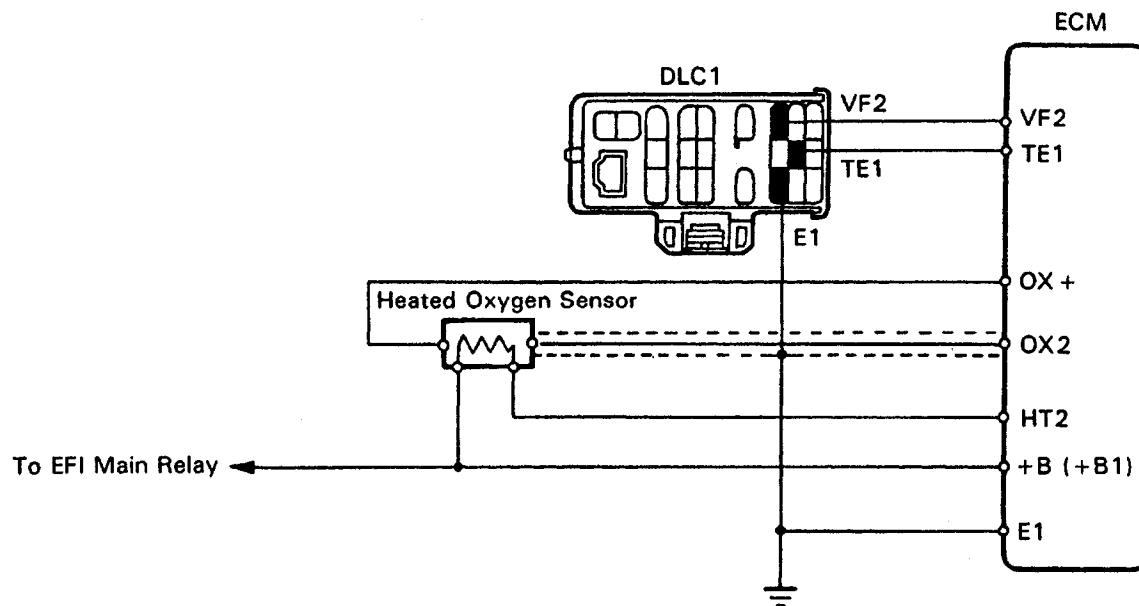 ECM
DLC1
VF2
VF2
TE1
TE1
E1
OX +
Heated Oxygen Sensor
OX2
HT2
To EFI Main Relay
+B (+B1)
E1